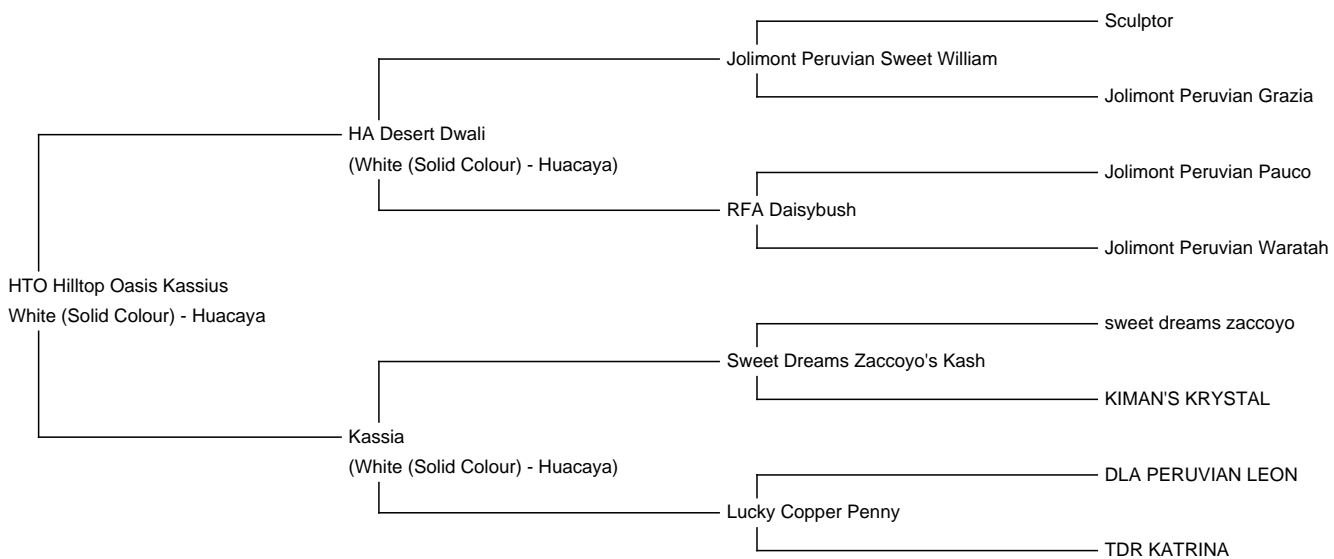 Sculptor
Jolimont Peruvian Sweet William
Jolimont Peruvian Grazia
HA Desert Dwali
(White (Solid Colour) - Huacaya)
Jolimont Peruvian Pauco
RFA Daisybush
Jolimont Peruvian Waratah
HTO Hilltop Oasis Kassius
White (Solid Colour) - Huacaya
sweet dreams zaccoyo
Sweet Dreams Zaccoyo's Kash
KIMAN'S KRYSTAL
Kassia
(White (Solid Colour) - Huacaya)
DLA PERUVIAN LEON
Lucky Copper Penny
TDR KATRINA